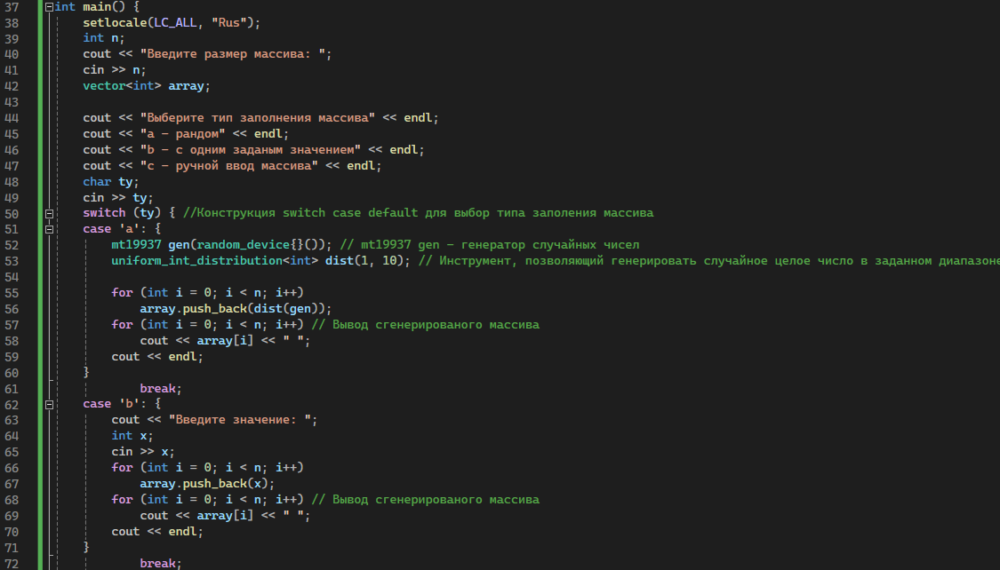 37 int main() {
38 setlocale(LC_ALL, "Rus");
39 int n;
40 cout << "Введите размер массива: ";
41 cin >> n;
42 vector<int> array;
43
44 cout << "Выберите тип заполнения массива" << endl;
45 cout << "a - рандом" << endl;
46 cout << "b - с одним заданым значением" << endl;
47 cout << "c - ручной ввод массива" << endl;
48 char ty;
49 cin >> ty;
50 switch (ty) { //Конструкция switch case default для выбор типа заполения массива
51 case 'a': {
52 mt19937 gen(random_device{}()); // mt19937 gen - генератор случайных чисел
53 uniform_int_distribution<int> dist(1, 10); // Инструмент, позволяющий генерировать случайное целое число в заданном диапазоне
54
55 for (int i = 0; i < n; i++)
56 array.push_back(dist(gen));
57 for (int i = 0; i < n; i++) // Вывод сгенерированого массива
58 cout << array[i] << " ";
59 cout << endl;
60 }
61 break;
62 case 'b': {
63 cout << "Введите значение: ";
64 int x;
65 cin >> x;
66 for (int i = 0; i < n; i++)
67 array.push_back(x);
68 for (int i = 0; i < n; i++) // Вывод сгенерированого массива
69 cout << array[i] << " ";
70 cout << endl;
71 }
72 break;